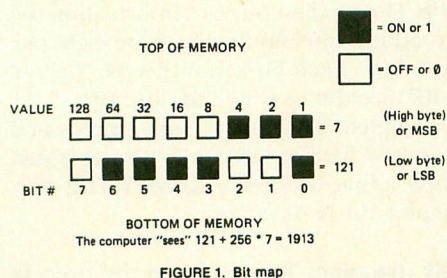 TOP OF MEMORY
= ON or 1
= OFF or Ø
VALUE 128 64 32 16 8 4 2 1
= 7 (High byte) or MSB
= 121 (Low byte) or LSB
BIT # 7 6 5 4 3 2 1 0
BOTTOM OF MEMORY
The computer "sees" 121 + 256 * 7 = 1913
FIGURE 1. Bit map